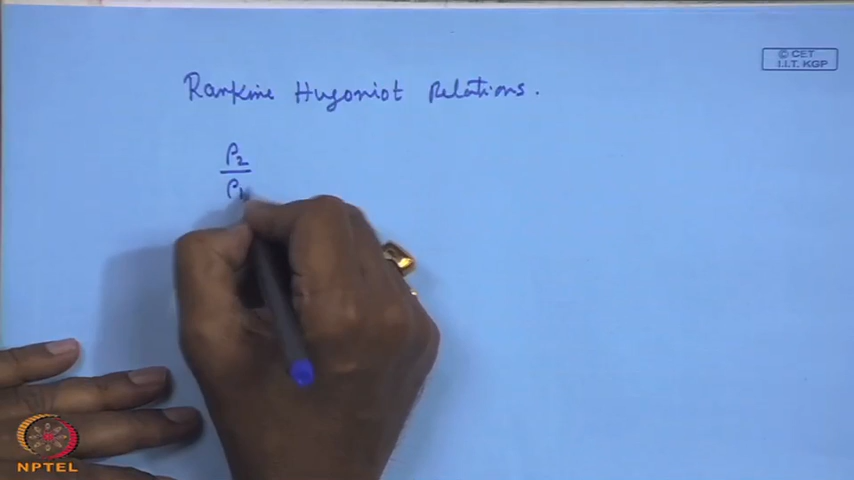 © CET
I.I.T. KGP
Rankine Hugoniot Relations.
ρ2
ρ1
NPTEL